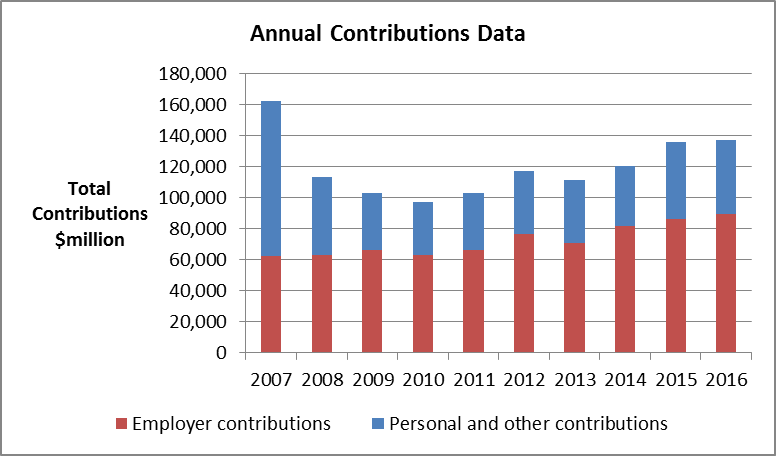 Annual Contributions Data
180,000
160,000
140,000
120,000
100,000
80,000
60,000
40,000
20,000
0
Total
Contributions
$million
2007 2008 2009 2010 2011 2012 2013 2014 2015 2016
Employer contributions Personal and other contributions